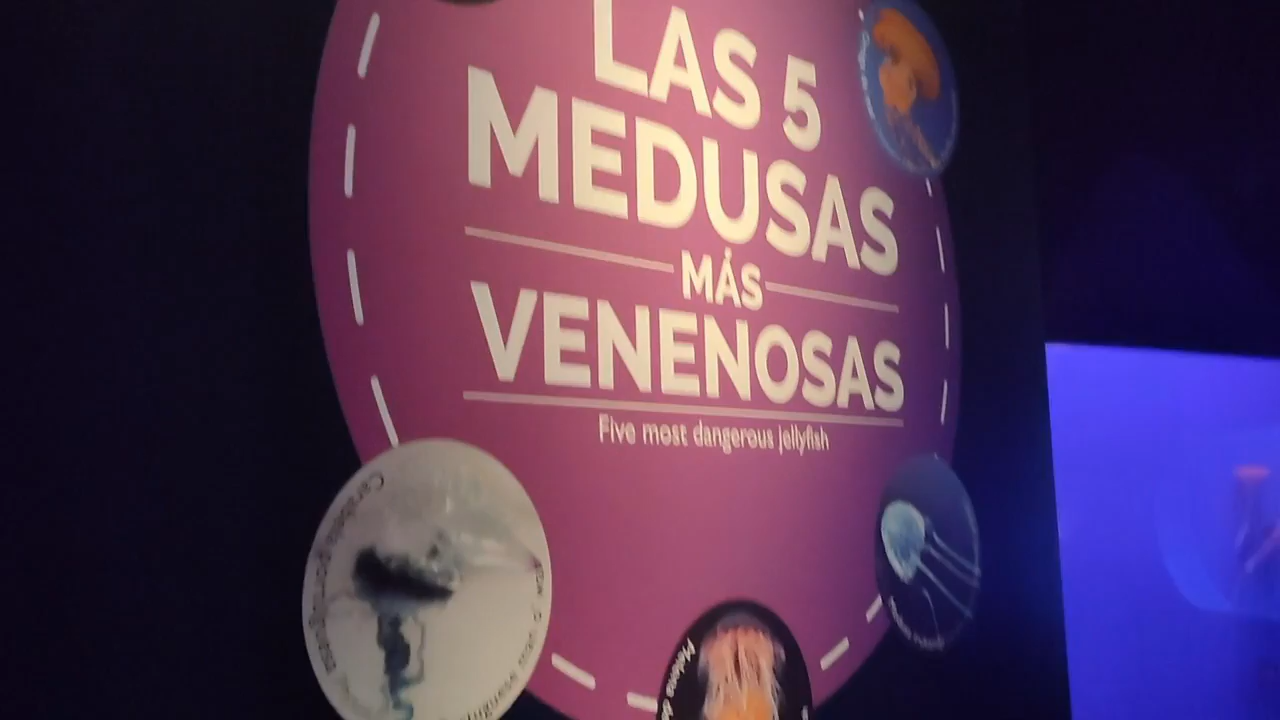 LAS 5
MEDUSAS
MÁS
VENENOSAS
Five most dangerous jellyfish